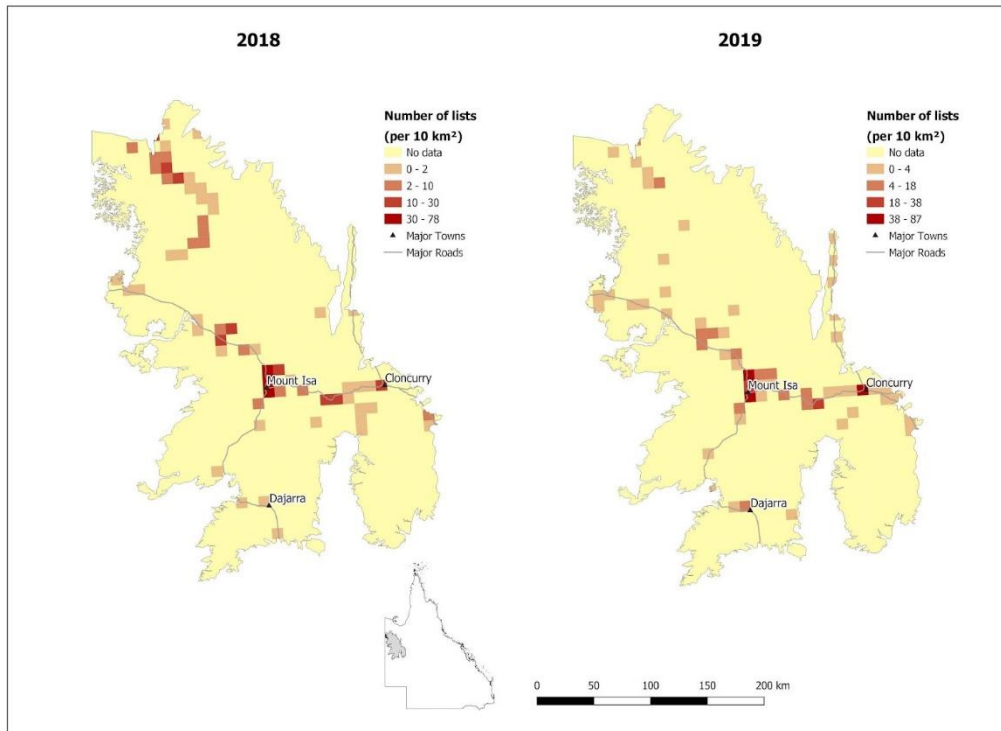 2018
Number of lists
(per 10 km²)
No data
0 - 2
2 - 10
10 - 30
30 - 78
Major Towns
Major Roads
Mount Isa
Cloncurry
Dajarra
2019
Number of lists
(per 10 km²)
No data
0 - 4
4 - 18
18 - 38
38 - 87
Major Towns
Major Roads
Mount Isa
Cloncurry
Dajarra
0 50 100 150 200 km